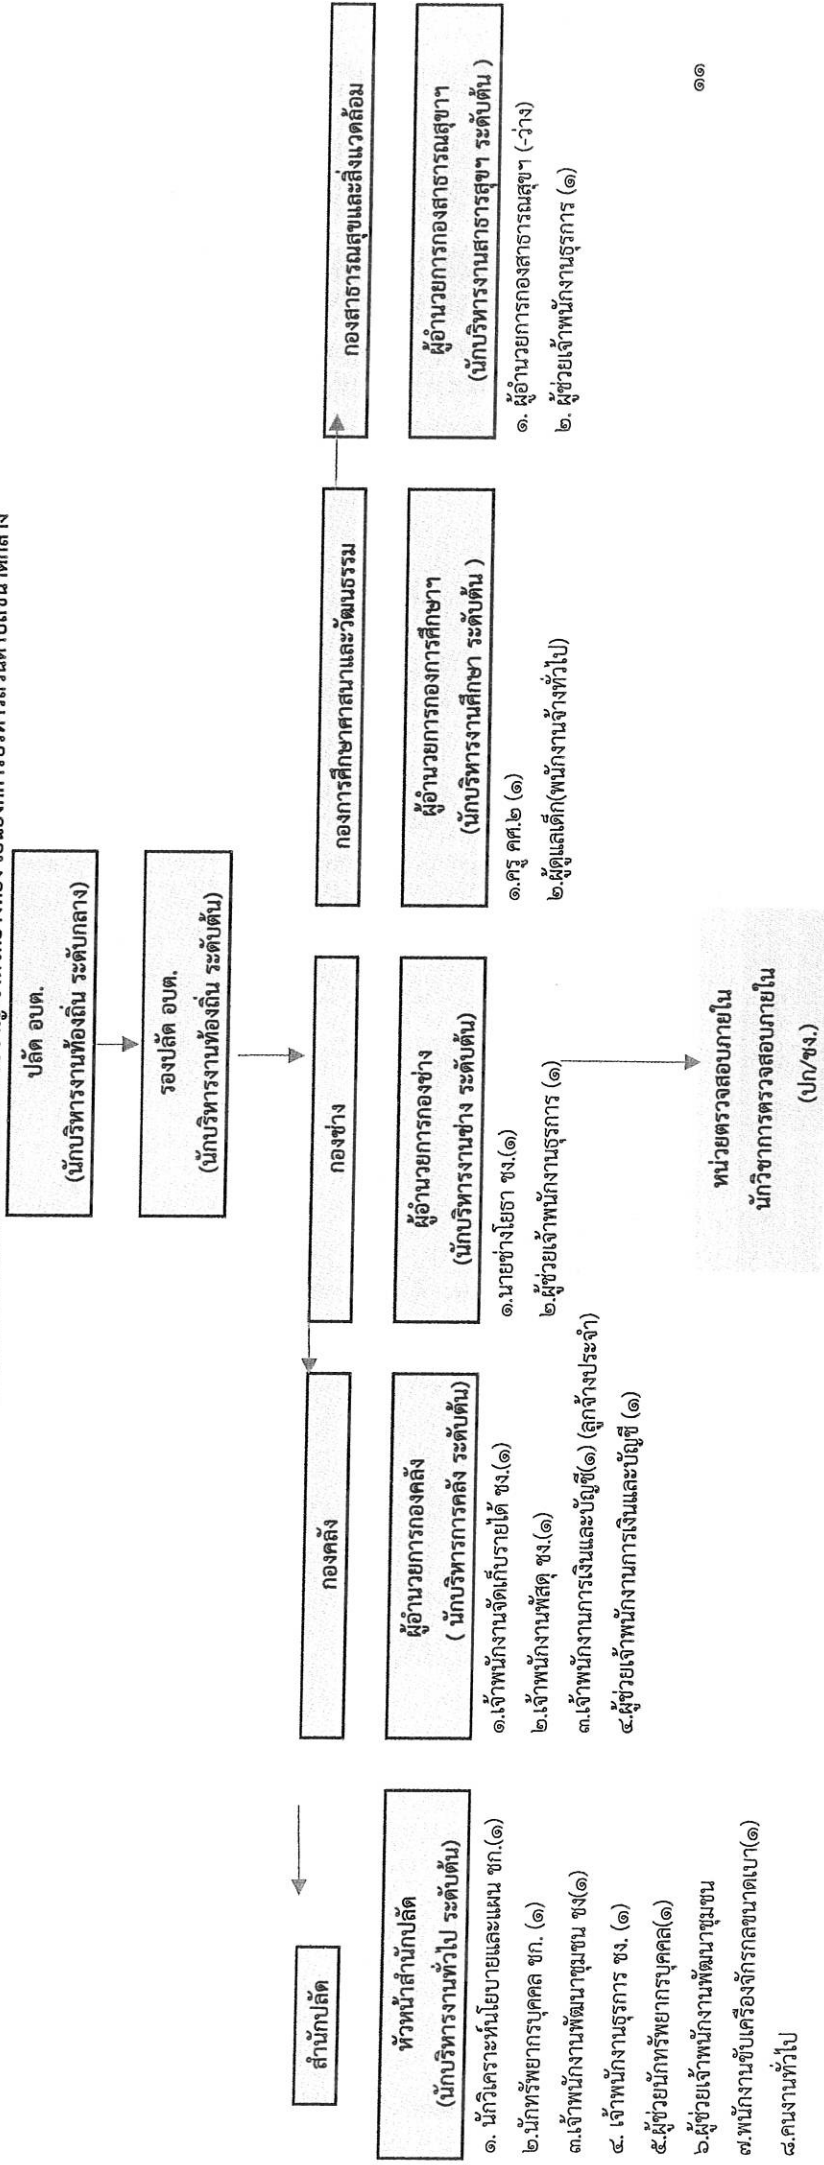 ปลัด อบต.
(นักบริหารงานท้องถิ่น ระดับกลาง)
รองปลัด อบต.
(นักบริหารงานท้องถิ่น ระดับต้น)
สำนักปลัด
หัวหน้าสำนักปลัด
(นักบริหารงานทั่วไป ระดับต้น)
๑. นักวิเคราะห์นโยบายและแผน ชก.(๑)
๒.นักทรัพยากรบุคคล ชก. (๑)
๓.เจ้าพนักงานพัฒนาชุมชน ชง(๑)
๔. เจ้าพนักงานธุรการ ชง. (๑)
๕.ผู้ช่วยนักทรัพยากรบุคคล(๑)
๖.ผู้ช่วยเจ้าพนักงานพัฒนาชุมชน
๗.พนักงานขับเครื่องจักรกลขนาดเบา(๑)
๘.คนงานทั่วไป
กองคลัง
ผู้อำนวยการกองคลัง
( นักบริหารการคลัง ระดับต้น)
๑.เจ้าพนักงานจัดเก็บรายได้ ชง.(๑)
๒.เจ้าพนักงานพัสดุ ชง.(๑)
๓.เจ้าพนักงานการเงินและบัญชี(๑) (ลูกจ้างประจำ)
๔.ผู้ช่วยเจ้าพนักงานการเงินและบัญชี (๑)
กองช่าง
ผู้อำนวยการกองช่าง
(นักบริหารงานช่าง ระดับต้น)
๑.นายช่างโยธา ชง.(๑)
๒.ผู้ช่วยเจ้าพนักงานธุรการ (๑)
กองการศึกษาศาสนาและวัฒนธรรม
ผู้อำนวยการกองการศึกษาฯ
(นักบริหารงานศึกษา ระดับต้น )
๑.ครู คศ.๒ (๑)
๒.ผู้ดูแลเด็ก(พนักงานจ้างทั่วไป)
กองสาธารณสุขและสิ่งแวดล้อม
ผู้อำนวยการกองสาธารณสุขาฯ
(นักบริหารงานสาธารสุขฯ ระดับต้น )
๑. ผู้อำนวยการกองสาธารณสุขฯ (-ว่าง)
๒. ผู้ช่วยเจ้าพนักงานธุรการ (๑)
หน่วยตรวจสอบภายใน
นักวิชาการตรวจสอบภายใน
(ปก/ชง.)
๑๑